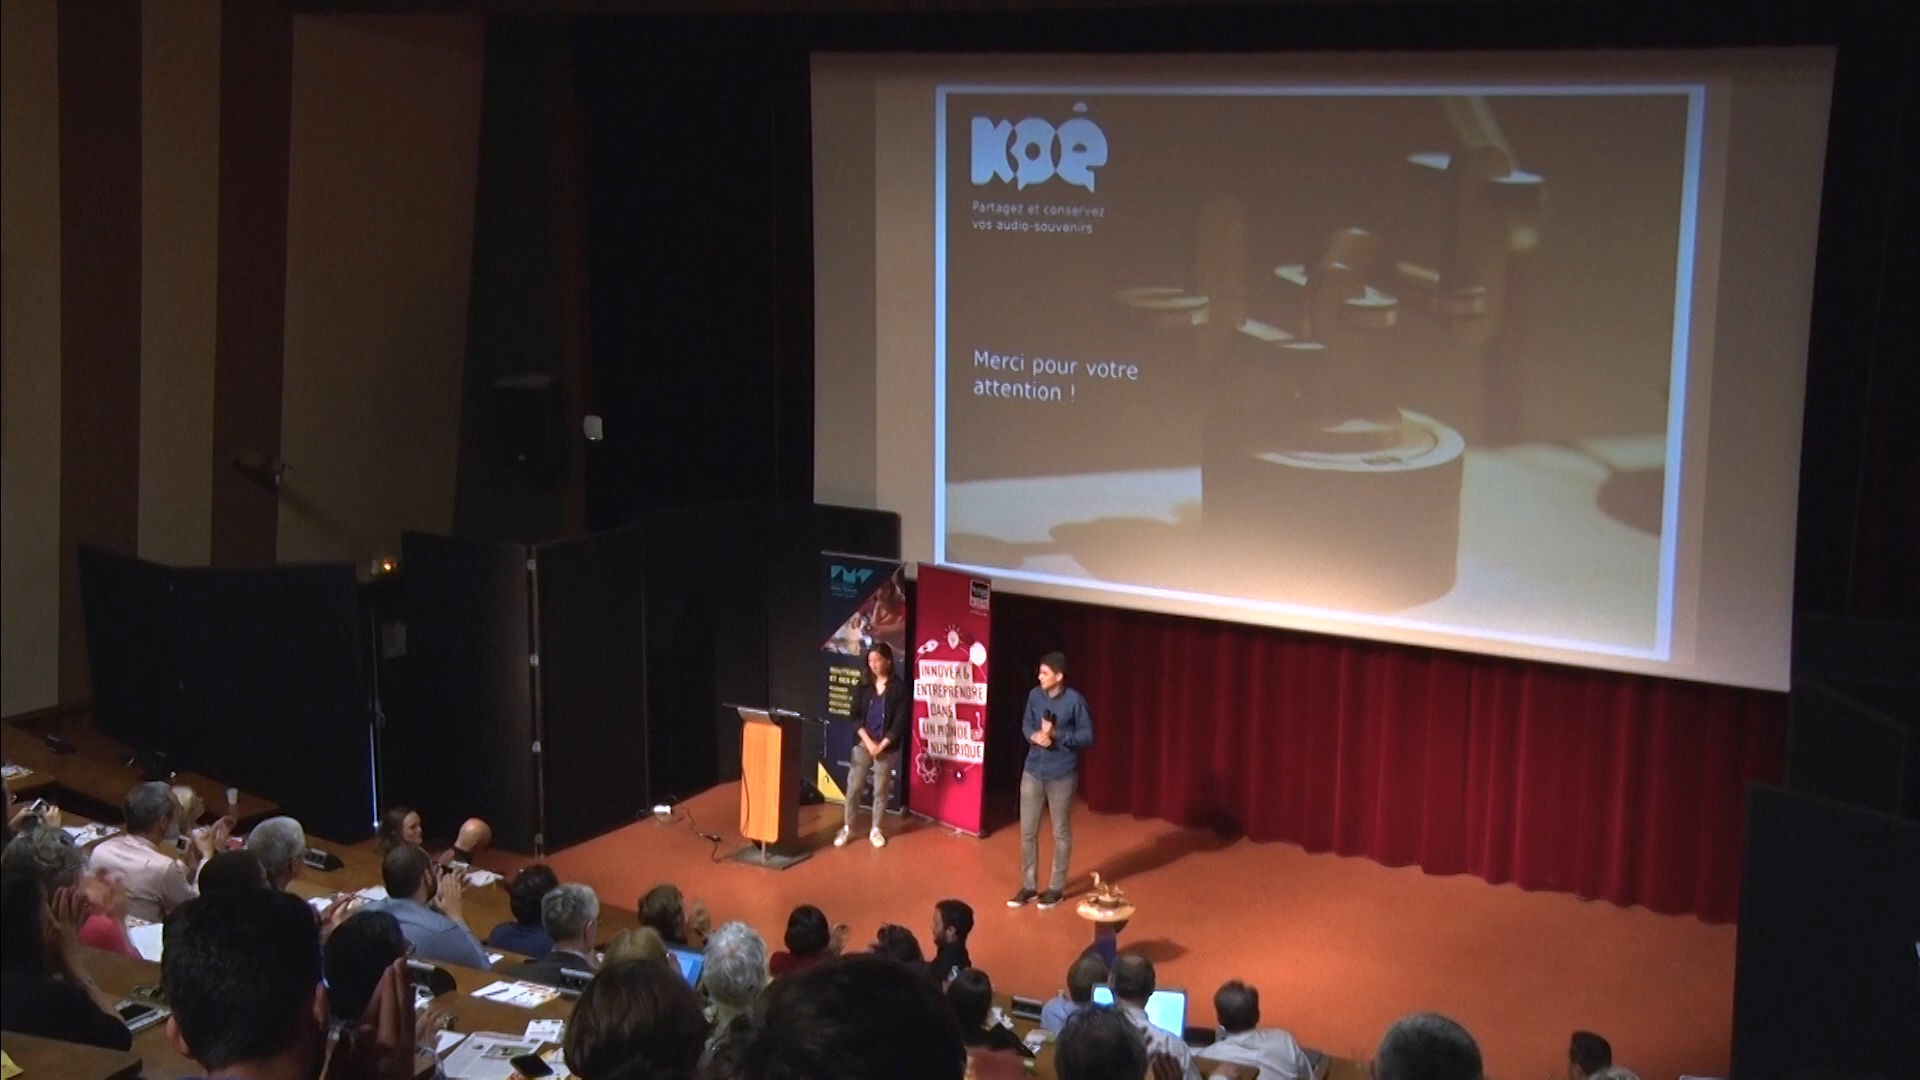 Koè
Partagez et conservez
vos audio-souvenirs
Merci pour votre
attention !
INNOVER &
ENTREPRENDRE
DANS
UN MONDE
NUMÉRIQUE